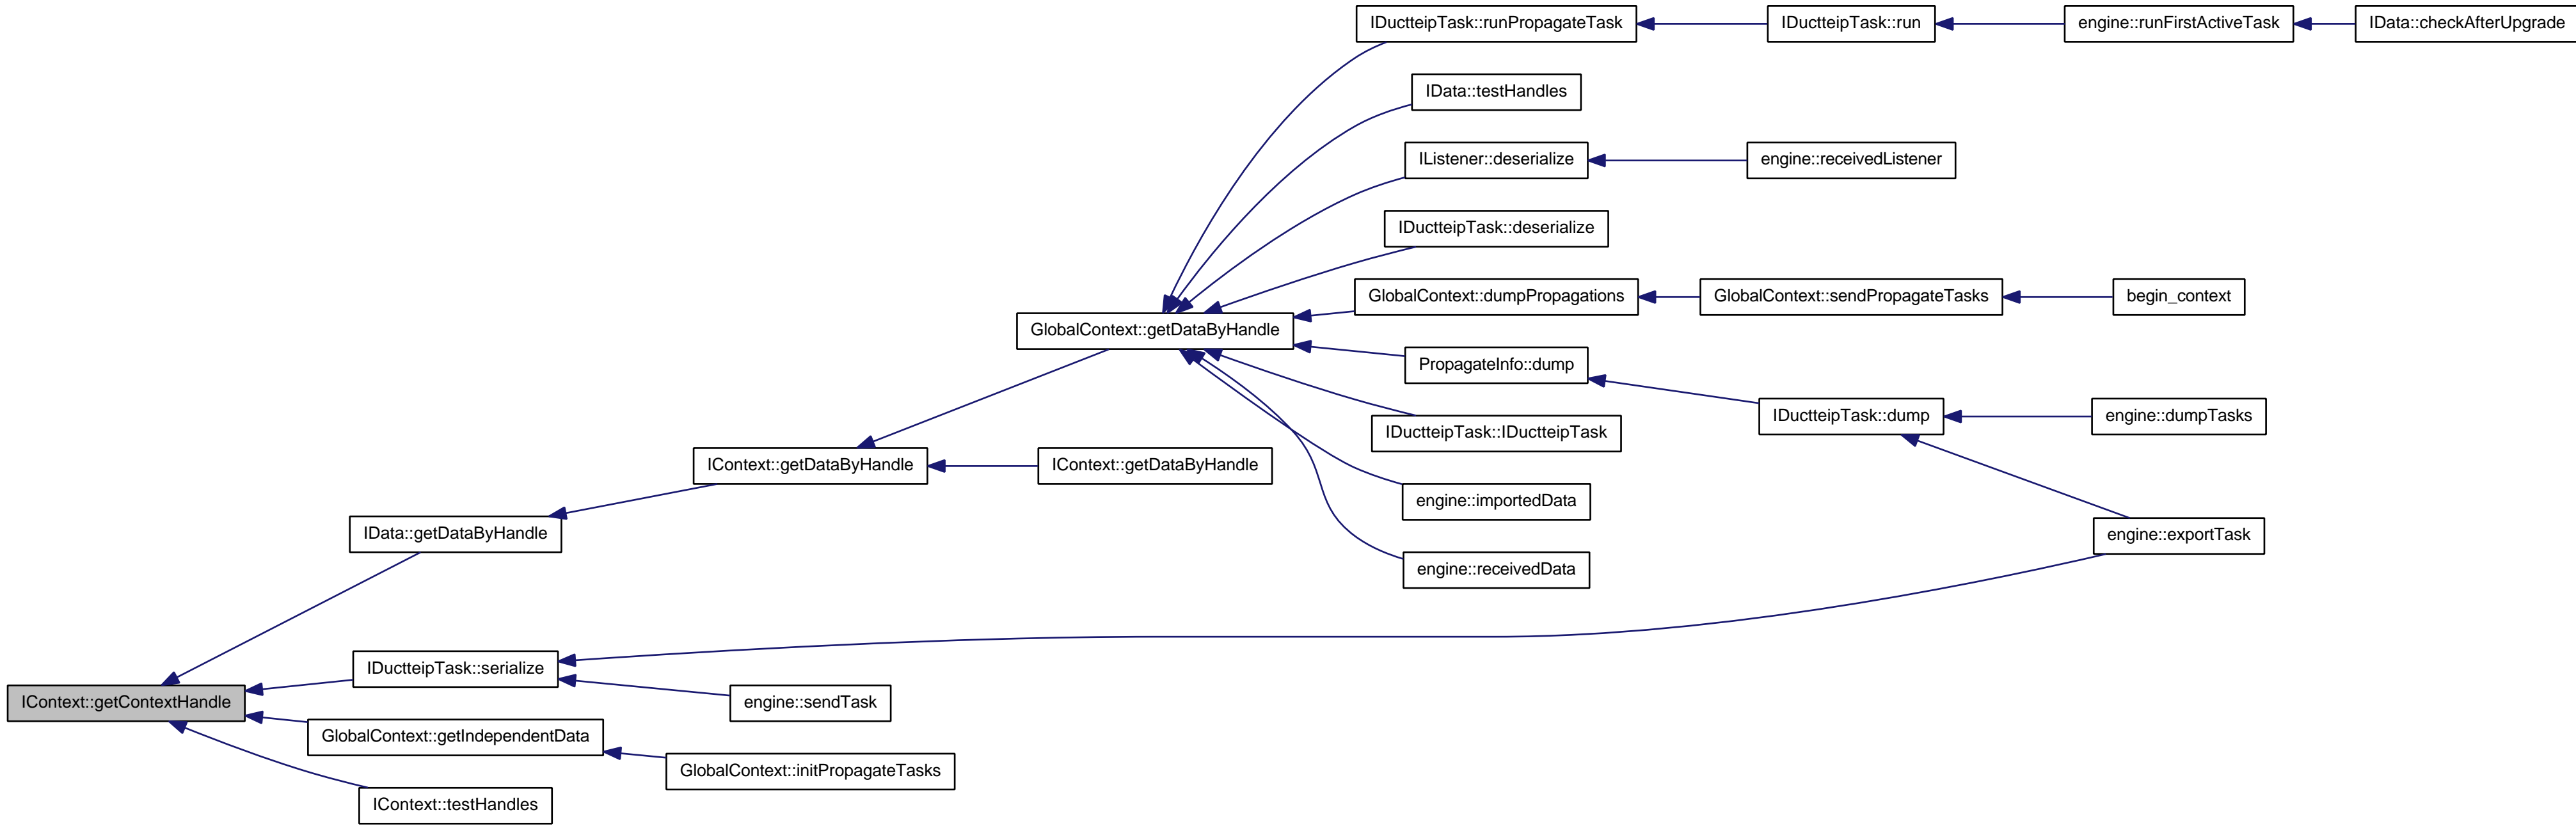 IDuctteipTask::runPropagateTask
IDuctteipTask::run
engine::runFirstActiveTask
IData::checkAfterUpgrade
IData::testHandles
IListener::deserialize
engine::receivedListener
IDuctteipTask::deserialize
GlobalContext::dumpPropagations
GlobalContext::sendPropagateTasks
begin_context
GlobalContext::getDataByHandle
PropagateInfo::dump
IDuctteipTask::dump
engine::dumpTasks
IDuctteipTask::IDuctteipTask
IContext::getDataByHandle
IContext::getDataByHandle
engine::importedData
IData::getDataByHandle
engine::exportTask
engine::receivedData
IDuctteipTask::serialize
IContext::getContextHandle
engine::sendTask
GlobalContext::getIndependentData
GlobalContext::initPropagateTasks
IContext::testHandles